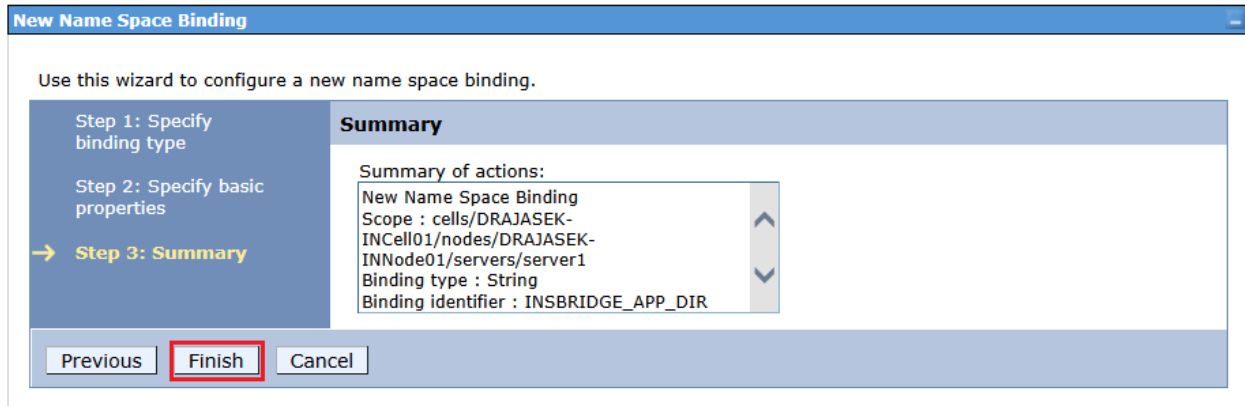 New Name Space Binding
Use this wizard to configure a new name space binding.
Step 1: Specify
binding type
Step 2: Specify basic
properties
Step 3: Summary
Summary
Summary of actions:
New Name Space Binding
Scope : cells/DRAJASEK-
INCell01/nodes/DRAJASEK-
INNode01/servers/server1
Binding type : String
Binding identifier : INSBRIDGE_APP_DIR
Previous Finish Cancel